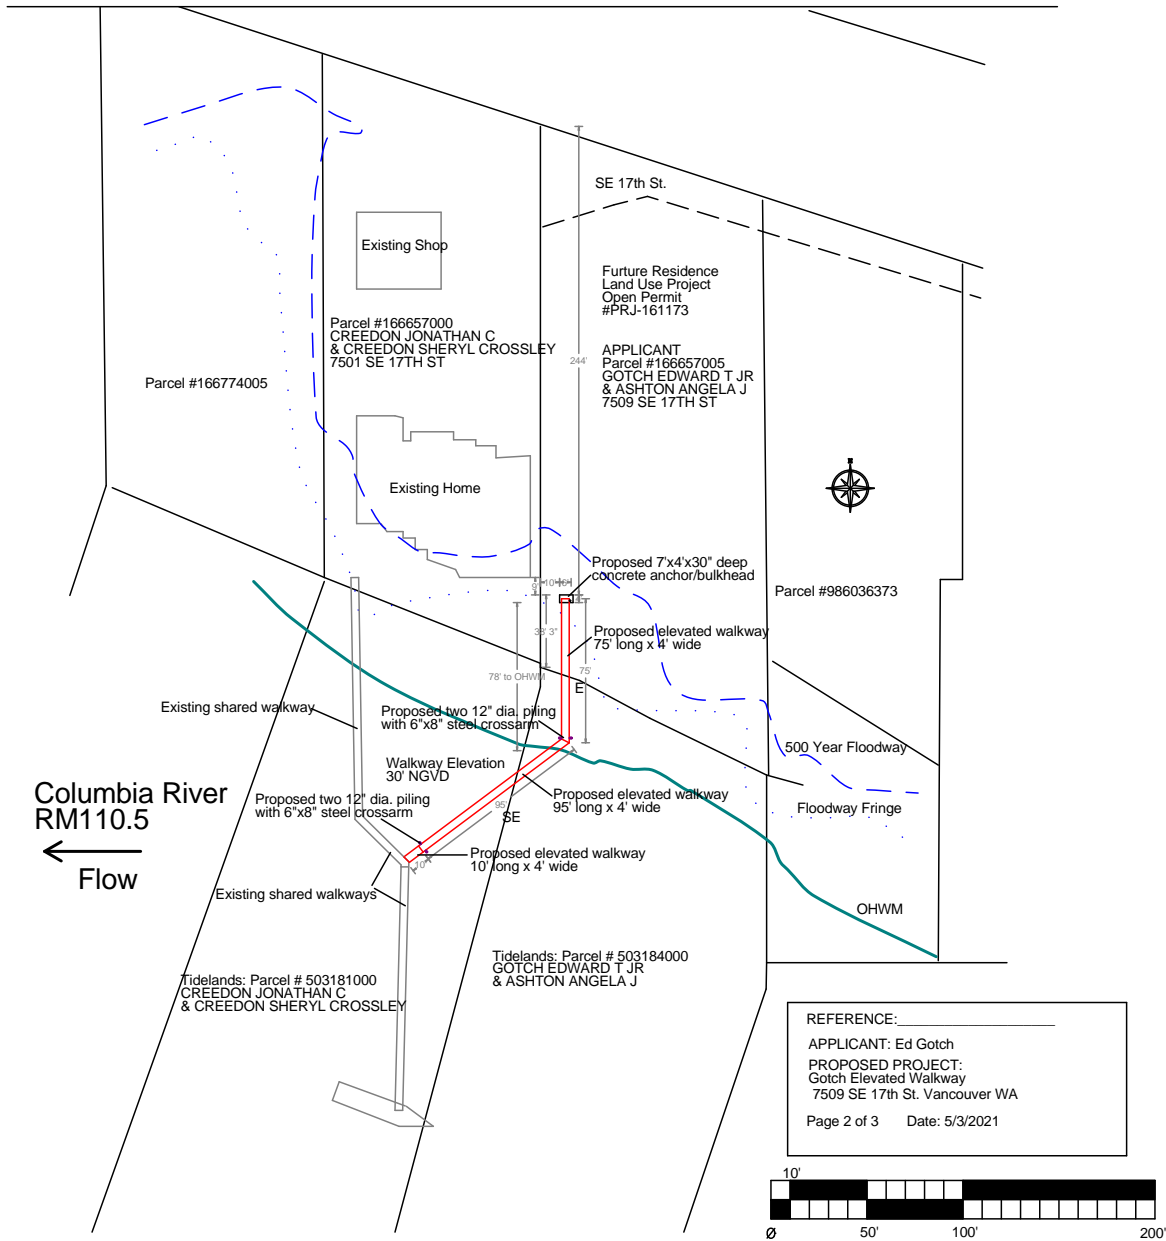 SE 17th St.
Existing Shop
Furture Residence
Land Use Project
Open Permit
#PRJ-161173
Parcel #166657000
CREEDON JONATHAN C
& CREEDON SHERYL CROSSLEY
7501 SE 17TH ST
244'
APPLICANT
Parcel #166657005
GOTCH EDWARD T JR
& ASHTON ANGELA J
7509 SE 17TH ST
Parcel #166774005
Existing Home
Proposed 7'x4'x30" deep
concrete anchor/bulkhead
Parcel #986036373
38' 3"
Proposed elevated walkway
75' long x 4' wide
78' to OHWM
75'
E
Existing shared walkway
Proposed two 12" dia. piling
with 6"x8" steel crossarm
500 Year Floodway
Walkway Elevation
30' NGVD
Columbia River
RM110.5
Flow
Proposed two 12" dia. piling
with 6"x8" steel crossarm
95'
SE
Proposed elevated walkway
95' long x 4' wide
Floodway Fringe
Proposed elevated walkway
10' long x 4' wide
10'
Existing shared walkways
OHWM
Tidelands: Parcel # 503181000
CREEDON JONATHAN C
& CREEDON SHERYL CROSSLEY
Tidelands: Parcel # 503184000
GOTCH EDWARD T JR
& ASHTON ANGELA J
REFERENCE:____________________
APPLICANT: Ed Gotch
PROPOSED PROJECT:
Gotch Elevated Walkway
7509 SE 17th St. Vancouver WA
Page 2 of 3 Date: 5/3/2021
10'
Ø 50' 100' 200'